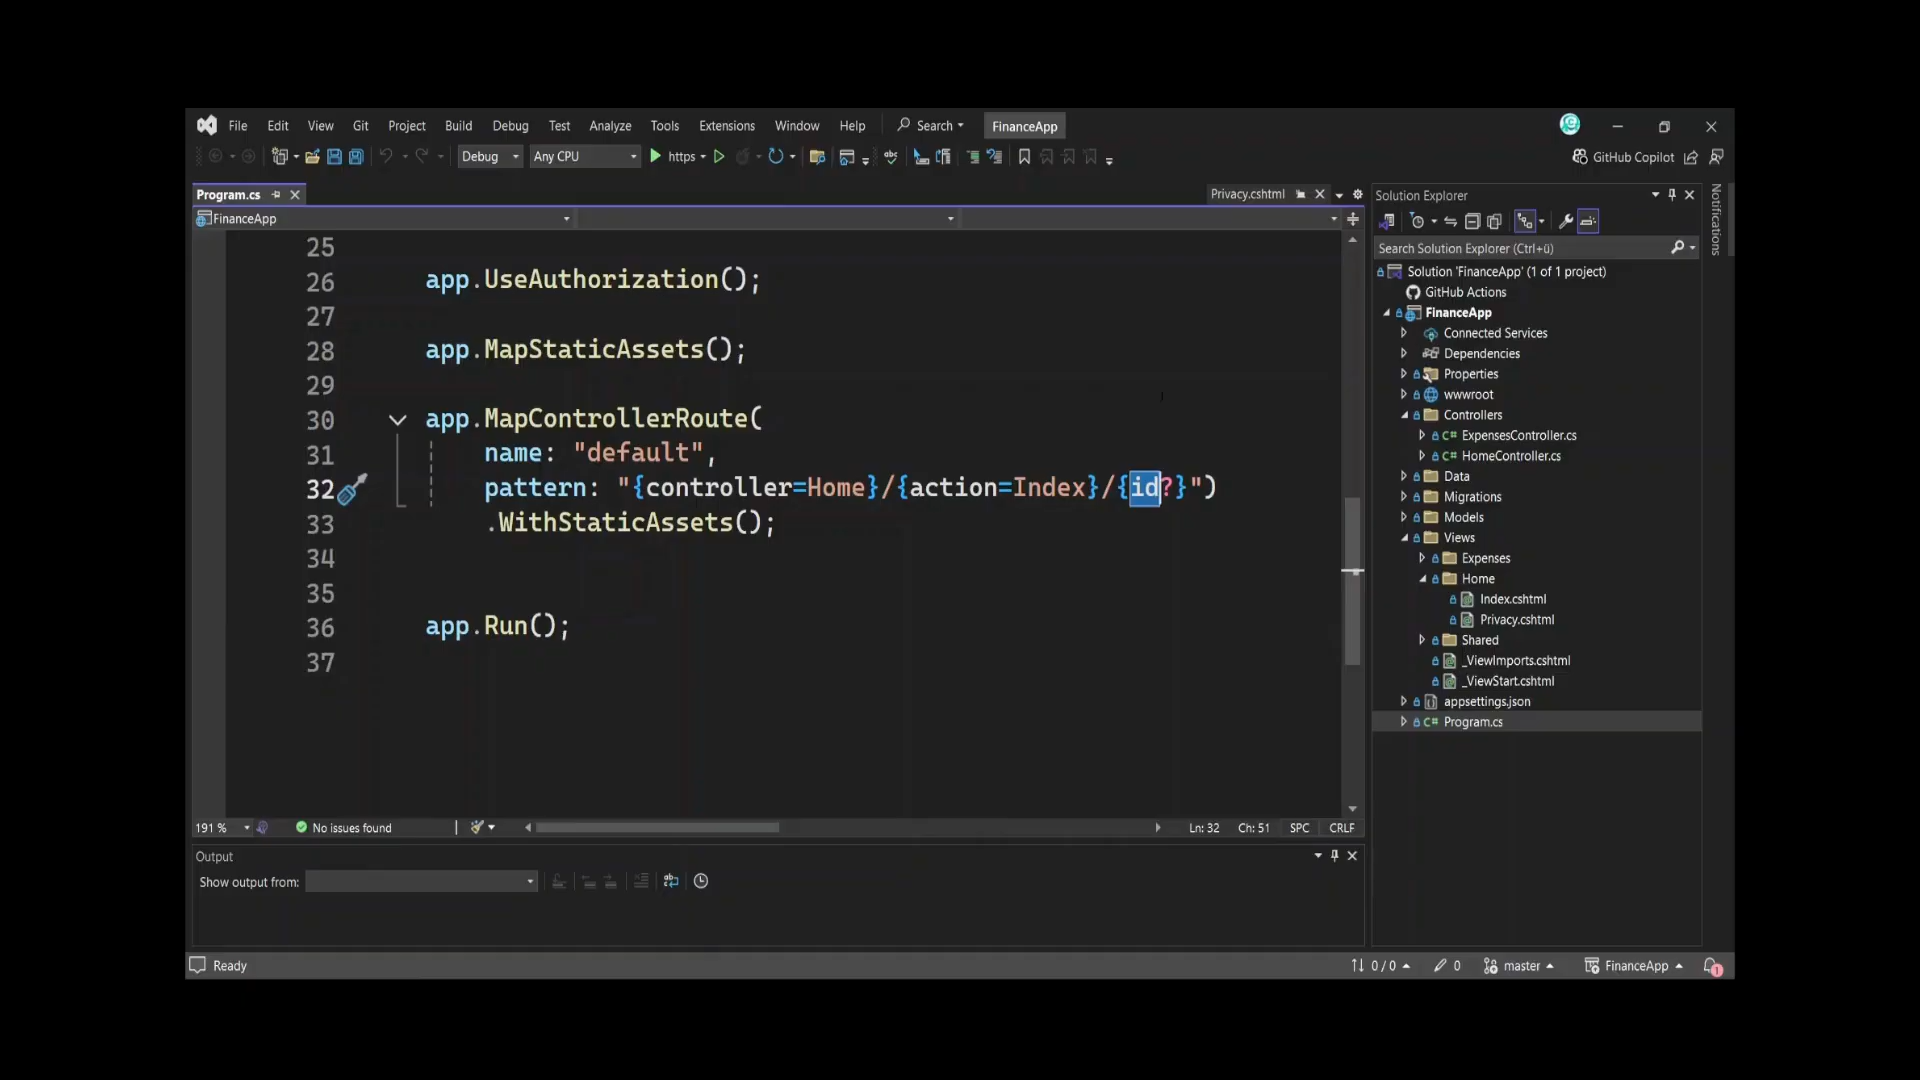 File Edit View Git Project Build Debug Test Analyze Tools Extensions Window Help Search FinanceApp
Debug Any CPU https GitHub Copilot
Program.cs Privacy.cshtml
FinanceApp
25
26 app.UseAuthorization();
27
28 app.MapStaticAssets();
29
30 app.MapControllerRoute(
31 name: "default",
32 pattern: "{controller=Home}/{action=Index}/{id?}")
33 .WithStaticAssets();
34
35
36 app.Run();
37
191 % No issues found Ln: 32 Ch: 51 SPC CRLF
Output
Show output from:
Solution Explorer
Search Solution Explorer (Ctrl+ü)
Solution 'FinanceApp' (1 of 1 project)
GitHub Actions
FinanceApp
Connected Services
Dependencies
Properties
wwwroot
Controllers
C# ExpensesController.cs
C# HomeController.cs
Data
Migrations
Models
Views
Expenses
Home
Index.cshtml
Privacy.cshtml
Shared
_ViewImports.cshtml
_ViewStart.cshtml
appsettings.json
C# Program.cs
Notifications
Ready 0 / 0 0 master FinanceApp 1